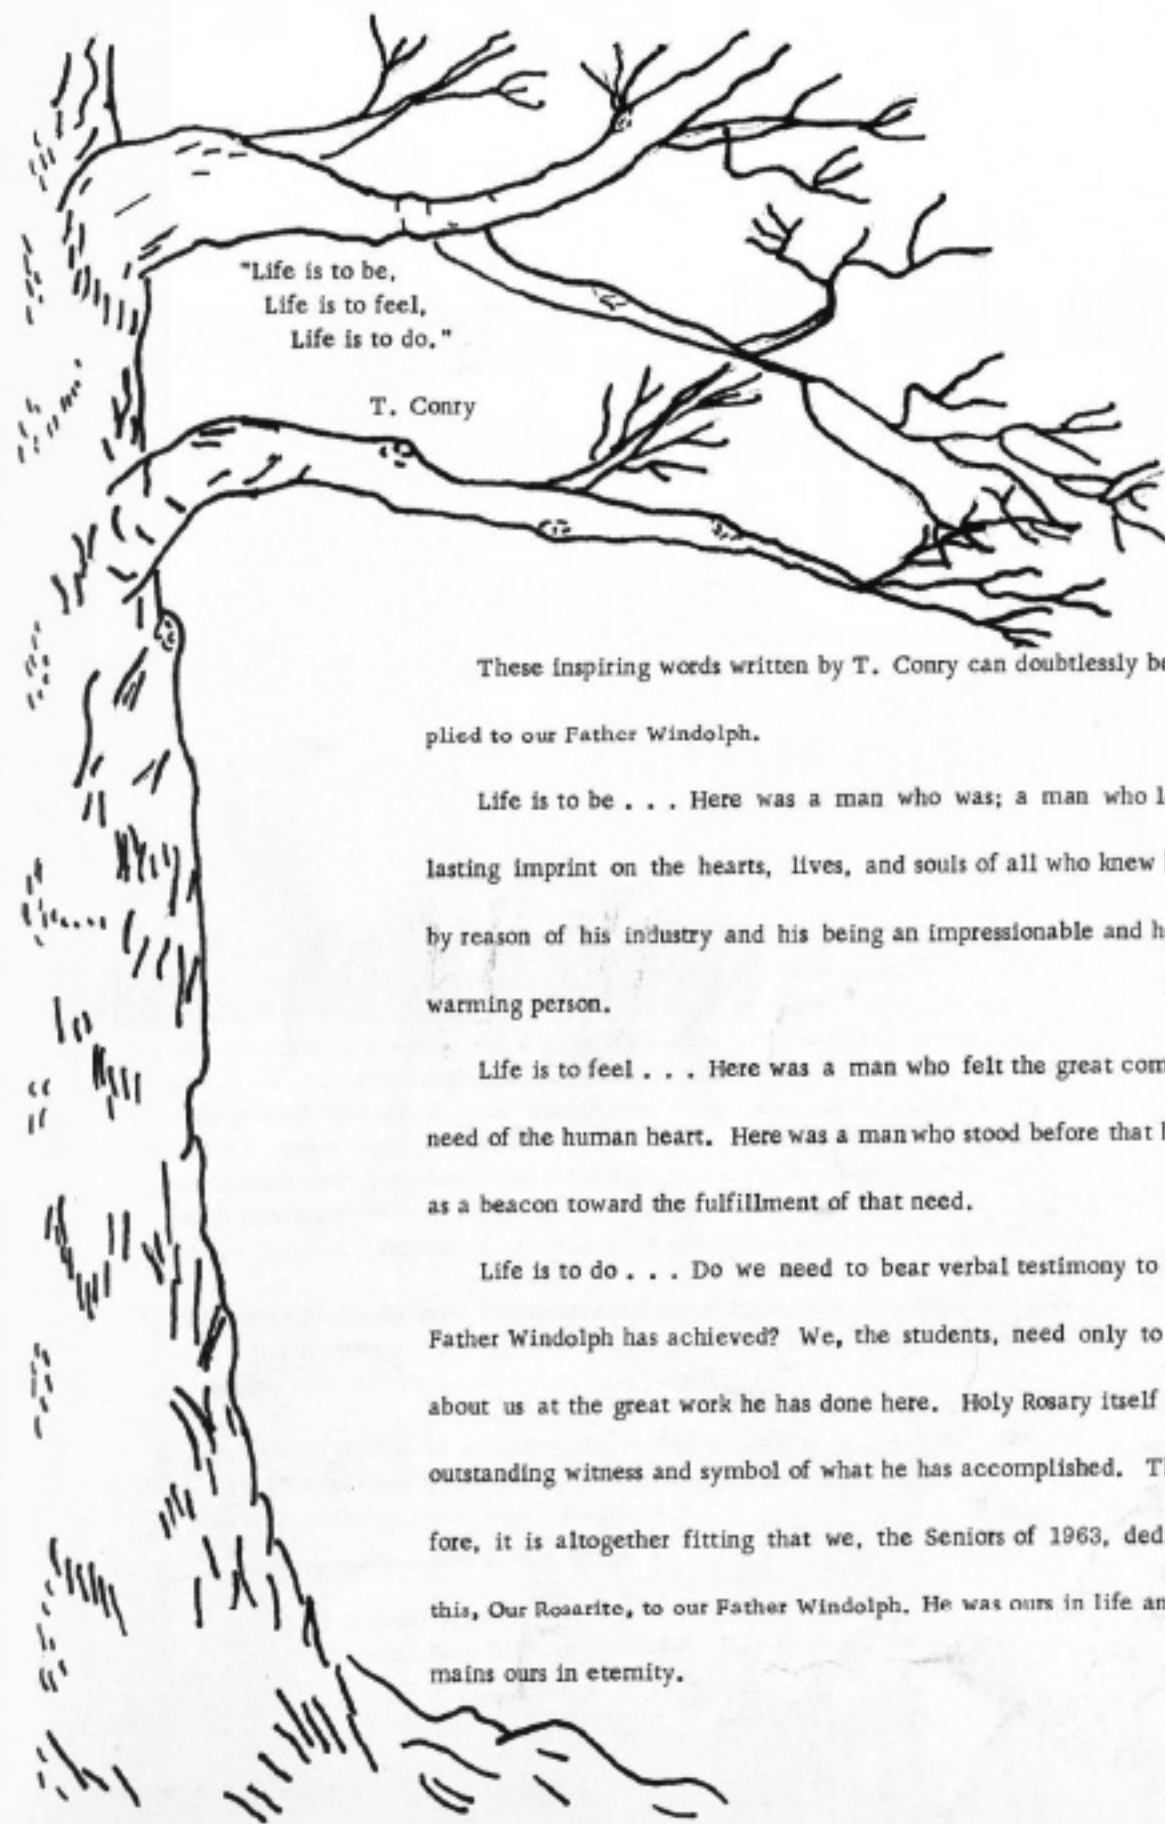 "Life is to be,
Life is to feel,
Life is to do."
T. Conry
These inspiring words written by T. Conry can doubtlessly be
plied to our Father Windolph.
Life is to be . . . Here was a man who was; a man who l
lasting imprint on the hearts, lives, and souls of all who knew
by reason of his industry and his being an impressionable and h
warming person.
Life is to feel . . . Here was a man who felt the great com
need of the human heart. Here was a man who stood before that
as a beacon toward the fulfillment of that need.
Life is to do . . . Do we need to bear verbal testimony to
Father Windolph has achieved? We, the students, need only to
about us at the great work he has done here. Holy Rosary itself
outstanding witness and symbol of what he has accomplished. Th
fore, it is altogether fitting that we, the Seniors of 1963, ded
this, Our Rosarite, to our Father Windolph. He was ours in life an
mains ours in eternity.